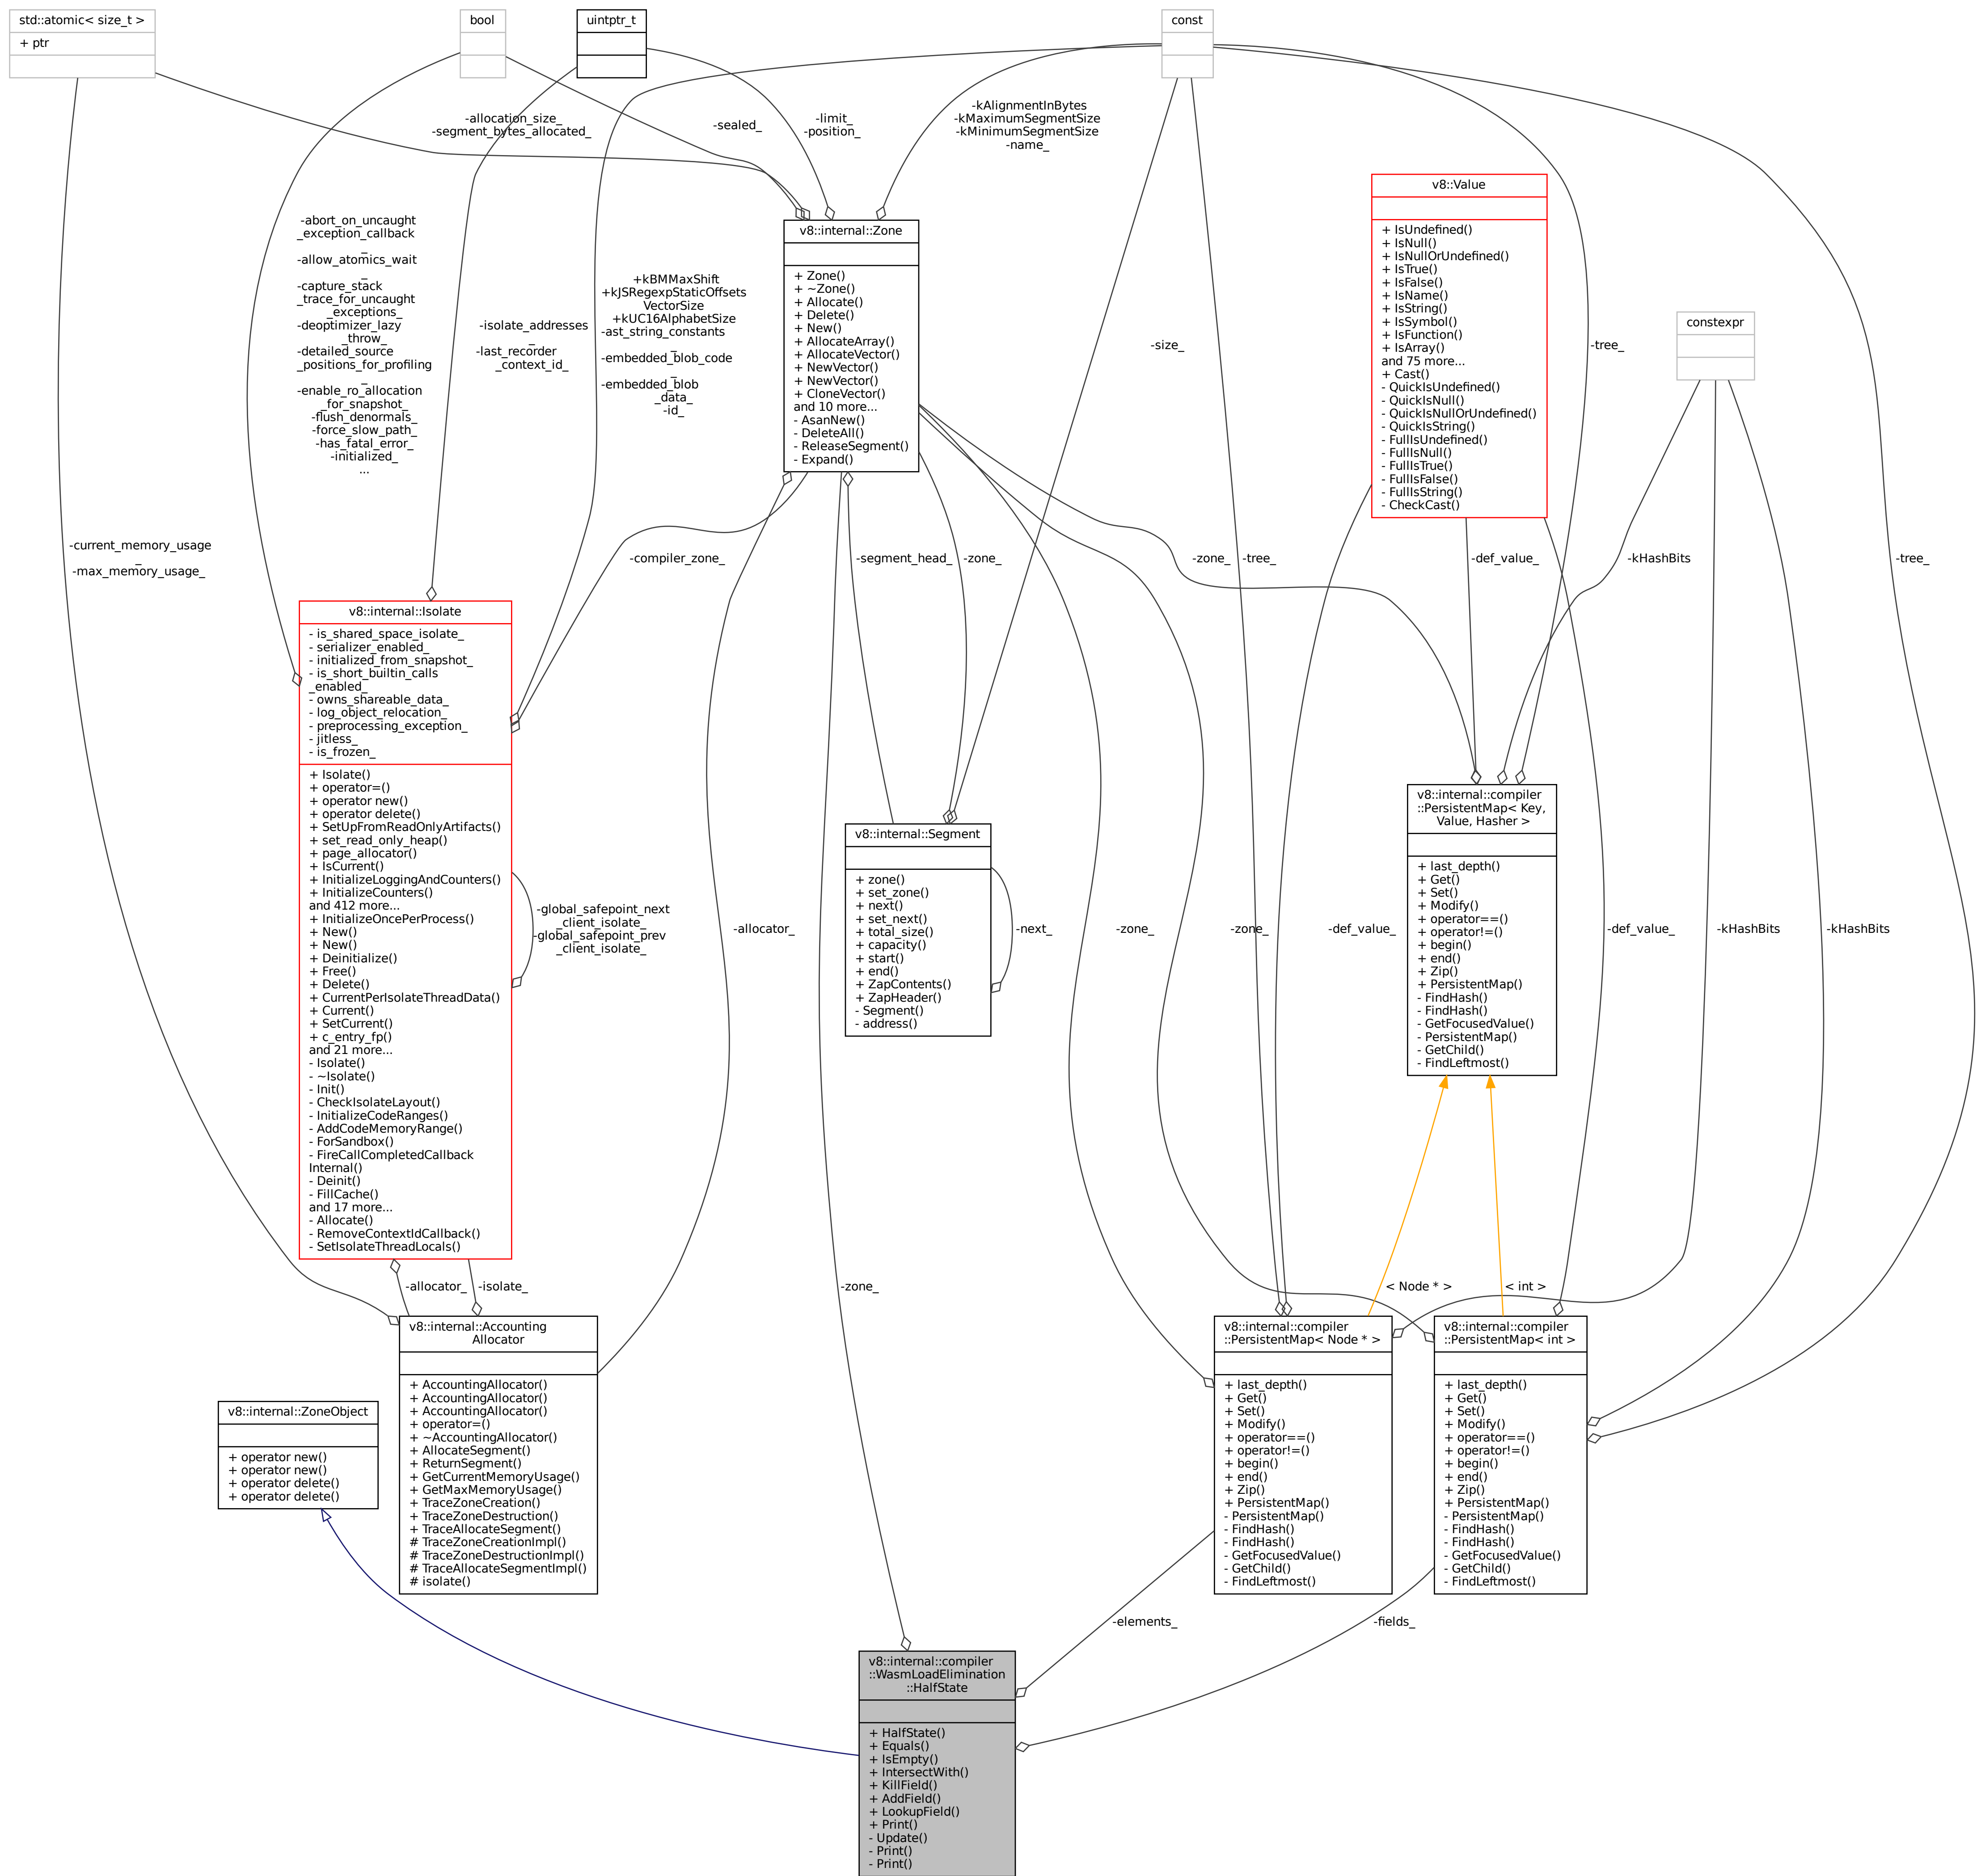 std::atomic< size_t >
+ ptr
bool
uintptr_t
const
-allocation_size_
-segment_bytes_allocated_
-sealed_
-limit_
-position_
-kAlignmentInBytes
-kMaximumSegmentSize
-kMinimumSegmentSize
-name_
v8::Value
+ IsUndefined()
+ IsNull()
+ IsNullOrUndefined()
+ IsTrue()
+ IsFalse()
+ IsName()
+ IsString()
+ IsSymbol()
+ IsFunction()
+ IsArray()
and 75 more...
+ Cast()
- QuickIsUndefined()
- QuickIsNull()
- QuickIsNullOrUndefined()
- QuickIsString()
- FullIsUndefined()
- FullIsNull()
- FullIsTrue()
- FullIsFalse()
- FullIsString()
- CheckCast()
v8::internal::Zone
+ Zone()
+ ~Zone()
+ Allocate()
+ Delete()
+ New()
+ AllocateArray()
+ AllocateVector()
+ NewVector()
+ NewVector()
+ CloneVector()
and 10 more...
- AsanNew()
- DeleteAll()
- ReleaseSegment()
- Expand()
-abort_on_uncaught
_exception_callback
_
-allow_atomics_wait
_
-capture_stack
_trace_for_uncaught
_exceptions_
-deoptimizer_lazy
_throw_
-detailed_source
_positions_for_profiling
_
-enable_ro_allocation
_for_snapshot_
-flush_denormals_
-force_slow_path_
-has_fatal_error_
-initialized_
...
-isolate_addresses
_
-last_recorder
_context_id_
+kBMMaxShift
+kJSRegexpStaticOffsets
VectorSize
+kUC16AlphabetSize
-ast_string_constants
_
-embedded_blob_code
_
-embedded_blob
_data_
-id_
-size_
-tree_
constexpr
-current_memory_usage
_
-max_memory_usage_
-compiler_zone_
-segment_head_
-zone_
-tree_
-zone_
-def_value_
-kHashBits
-tree_
v8::internal::Isolate
- is_shared_space_isolate_
- serializer_enabled_
- initialized_from_snapshot_
- is_short_builtin_calls
_enabled_
- owns_shareable_data_
- log_object_relocation_
- preprocessing_exception_
- jitless_
- is_frozen_
+ Isolate()
+ operator=()
+ operator new()
+ operator delete()
+ SetUpFromReadOnlyArtifacts()
+ set_read_only_heap()
+ page_allocator()
+ IsCurrent()
+ InitializeLoggingAndCounters()
+ InitializeCounters()
and 412 more...
+ InitializeOncePerProcess()
+ New()
+ New()
+ Deinitialize()
+ Free()
+ Delete()
+ CurrentPerIsolateThreadData()
+ Current()
+ SetCurrent()
+ c_entry_fp()
and 21 more...
- Isolate()
- ~Isolate()
- Init()
- CheckIsolateLayout()
- InitializeCodeRanges()
- AddCodeMemoryRange()
- ForSandbox()
- FireCallCompletedCallback
Internal()
- Deinit()
- FillCache()
and 17 more...
- Allocate()
- RemoveContextIdCallback()
- SetIsolateThreadLocals()
-global_safepoint_next
_client_isolate_
-global_safepoint_prev
_client_isolate_
-allocator_
v8::internal::Segment
+ zone()
+ set_zone()
+ next()
+ set_next()
+ total_size()
+ capacity()
+ start()
+ end()
+ ZapContents()
+ ZapHeader()
- Segment()
- address()
-next_
-zone_
-zone_
-def_value_
v8::internal::compiler
::PersistentMap< Key,
Value, Hasher >
+ last_depth()
+ Get()
+ Set()
+ Modify()
+ operator==()
+ operator!=()
+ begin()
+ end()
+ Zip()
+ PersistentMap()
- FindHash()
- FindHash()
- GetFocusedValue()
- PersistentMap()
- GetChild()
- FindLeftmost()
-def_value_
-kHashBits
-kHashBits
-allocator_
-isolate_
-zone_
< Node * >
< int >
v8::internal::Accounting
Allocator
+ AccountingAllocator()
+ AccountingAllocator()
+ AccountingAllocator()
+ operator=()
+ ~AccountingAllocator()
+ AllocateSegment()
+ ReturnSegment()
+ GetCurrentMemoryUsage()
+ GetMaxMemoryUsage()
+ TraceZoneCreation()
+ TraceZoneDestruction()
+ TraceAllocateSegment()
# TraceZoneCreationImpl()
# TraceZoneDestructionImpl()
# TraceAllocateSegmentImpl()
# isolate()
v8::internal::compiler
::PersistentMap< Node * >
+ last_depth()
+ Get()
+ Set()
+ Modify()
+ operator==()
+ operator!=()
+ begin()
+ end()
+ Zip()
+ PersistentMap()
- PersistentMap()
- FindHash()
- FindHash()
- GetFocusedValue()
- GetChild()
- FindLeftmost()
v8::internal::compiler
::PersistentMap< int >
+ last_depth()
+ Get()
+ Set()
+ Modify()
+ operator==()
+ operator!=()
+ begin()
+ end()
+ Zip()
+ PersistentMap()
- PersistentMap()
- FindHash()
- FindHash()
- GetFocusedValue()
- GetChild()
- FindLeftmost()
v8::internal::ZoneObject
+ operator new()
+ operator new()
+ operator delete()
+ operator delete()
-elements_
-fields_
v8::internal::compiler
::WasmLoadElimination
::HalfState
+ HalfState()
+ Equals()
+ IsEmpty()
+ IntersectWith()
+ KillField()
+ AddField()
+ LookupField()
+ Print()
- Update()
- Print()
- Print()